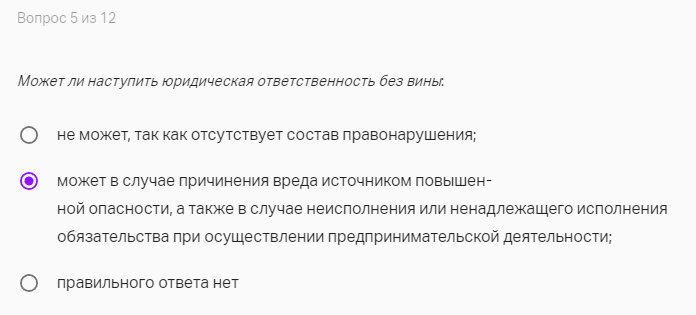 Вопрос 5 из 12
Может ли наступить юридическая ответственность без вины:
не может, так как отсутствует состав правонарушения;
может в случае причинения вреда источником повышен-
ной опасности, а также в случае неисполнения или ненадлежащего исполнения
обязательства при осуществлении предпринимательской деятельности;
правильного ответа нет